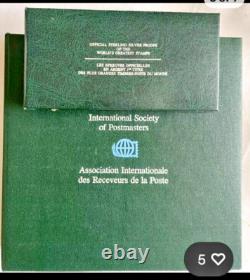 OFFICIAL STERLING SILVER PROOFS
OF THE
WORLD'S GREATEST STAMPS
LES EPREUVES OFFICIELLES
EN ARGENT 1er TITRE
DES PLUS GRANDS TIMBRES-POSTE DU MONDE
International Society
of Postmasters
Association Internationale
des Receveurs de la Poste
5